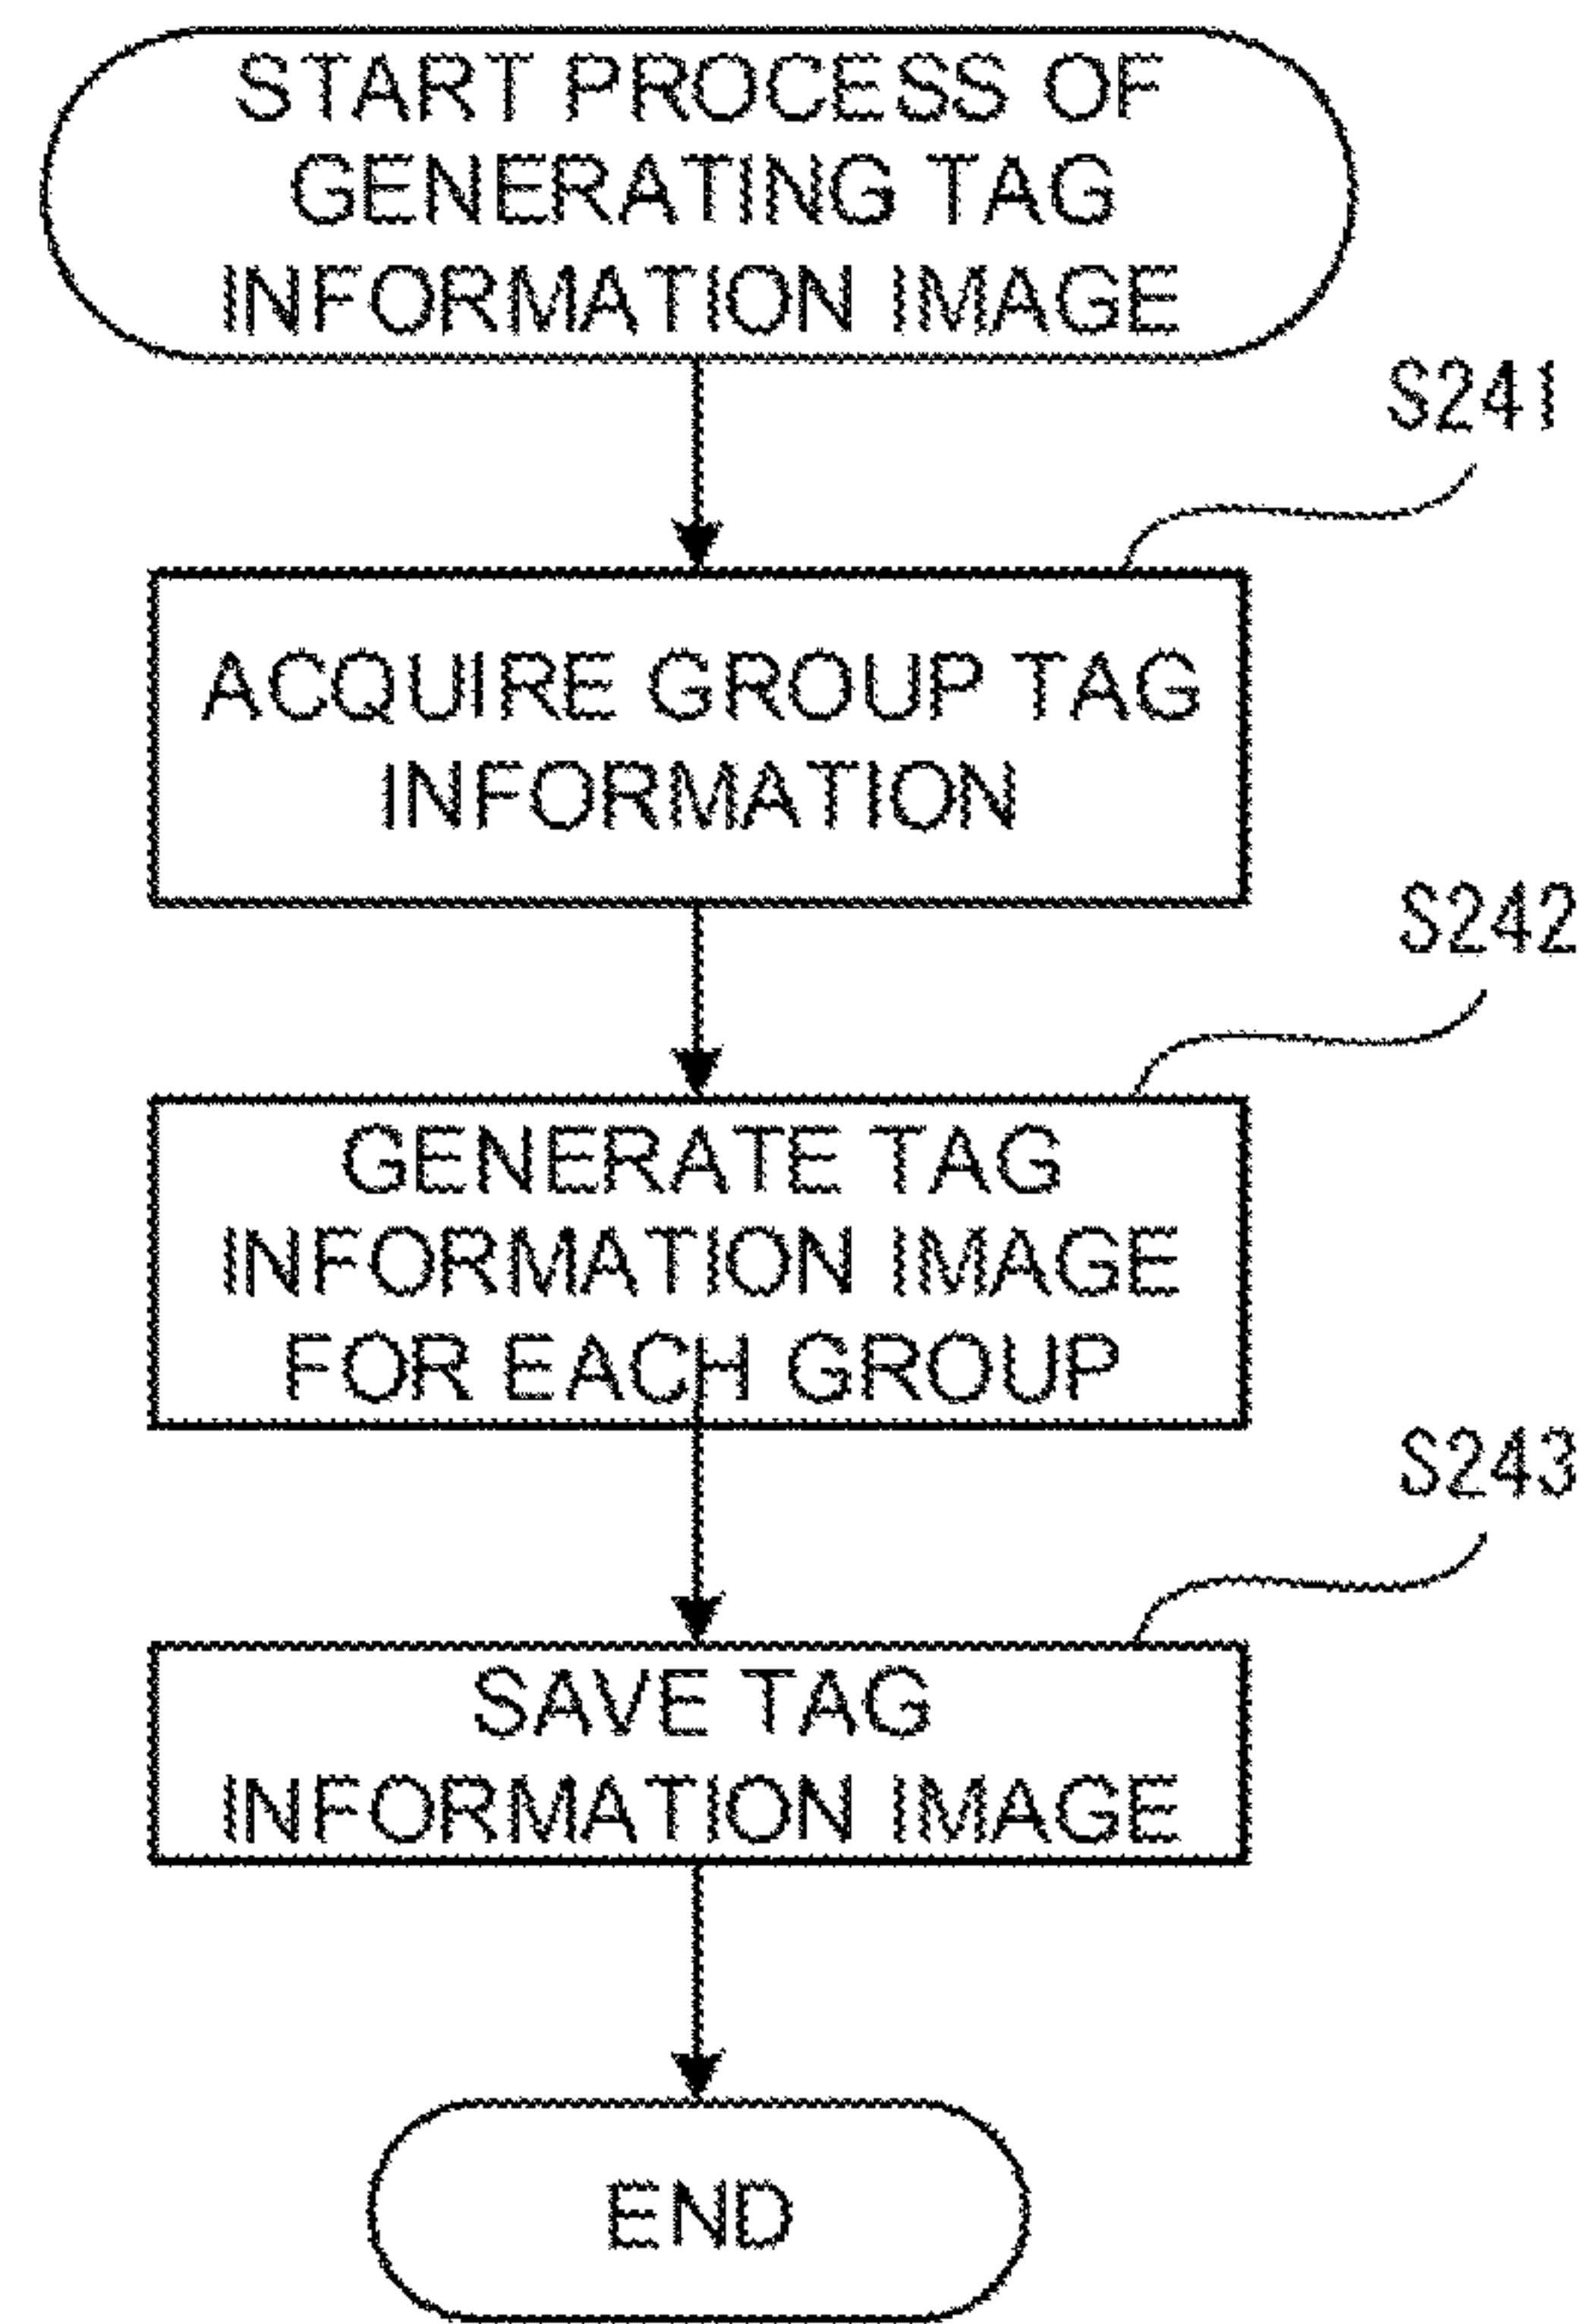 START PROCESS OF
GENERATING TAG
INFORMATION IMAGE
S241
ACQUIRE GROUP TAG
INFORMATION
S242
GENERATE TAG
INFORMATION IMAGE
FOR EACH GROUP
S243
SAVE TAG
INFORMATION IMAGE
END